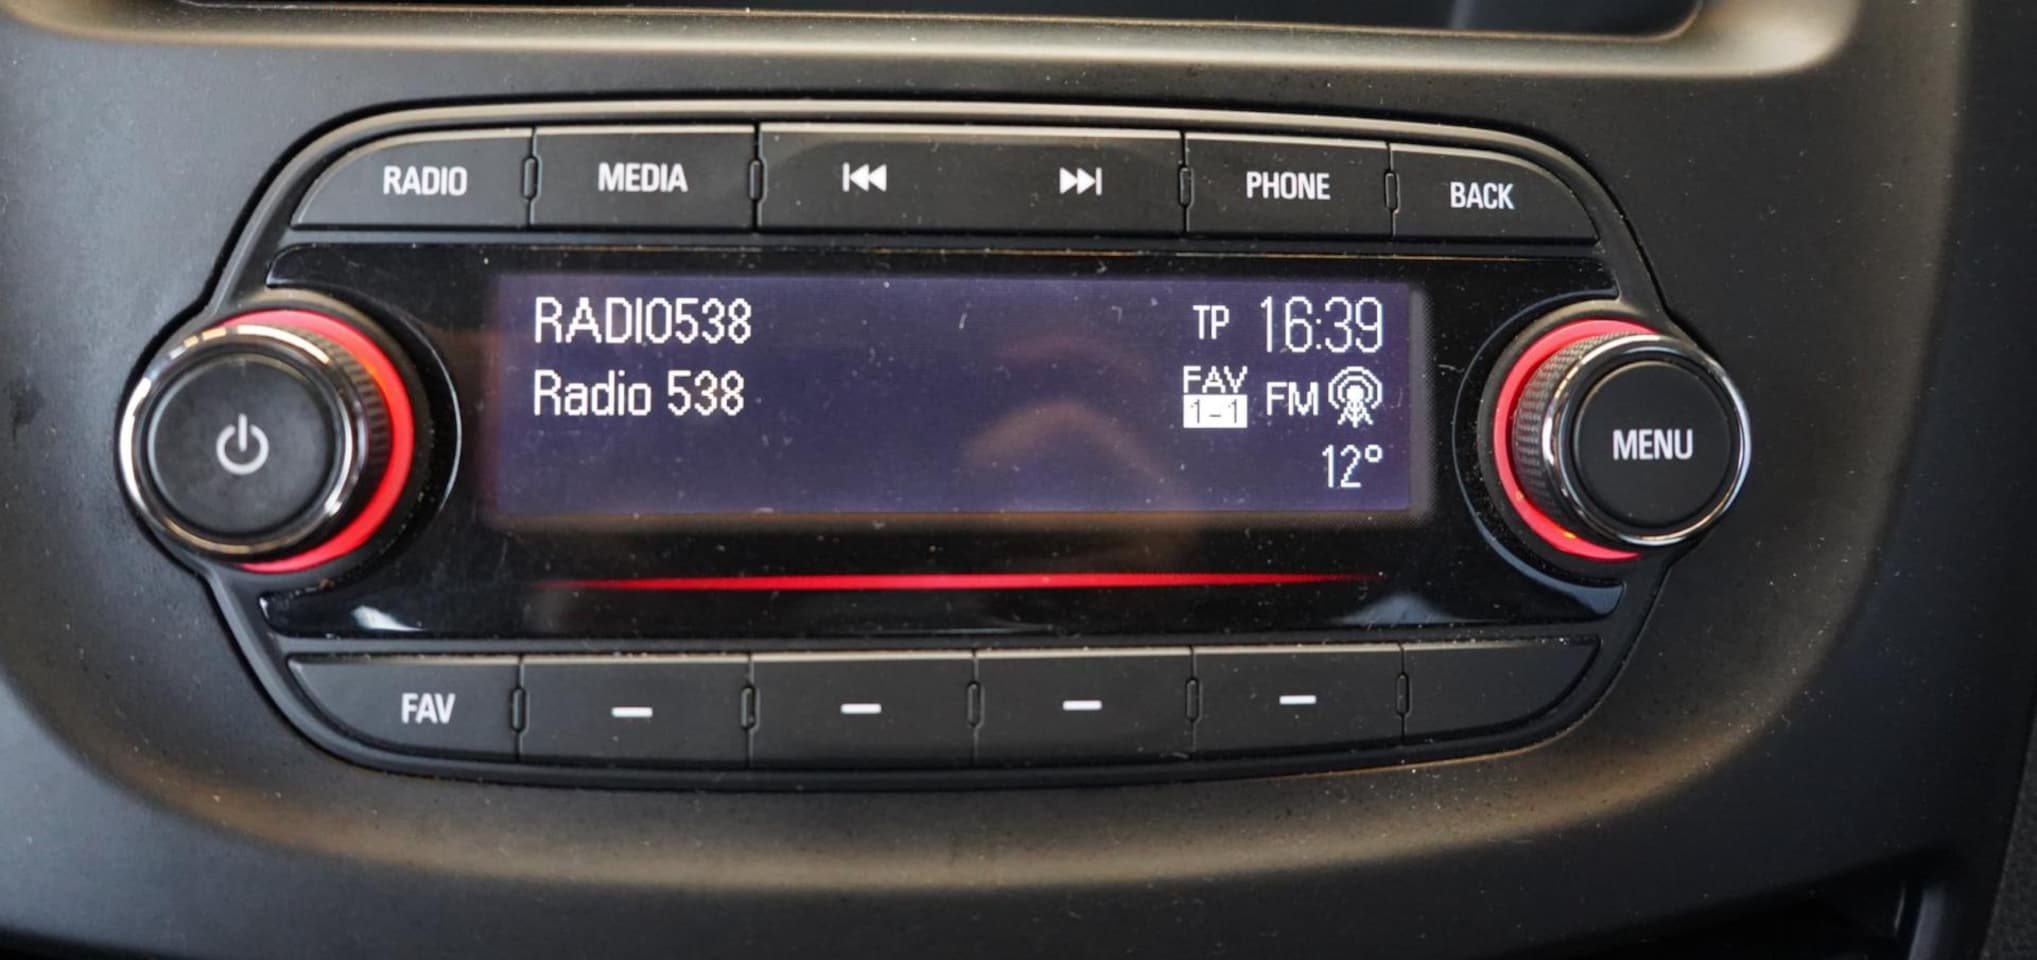 RADIO MEDIA PHONE BACK
RADIO538 TP 16:39
Radio 538 FAV 1-1 FM
12°
MENU
FAV